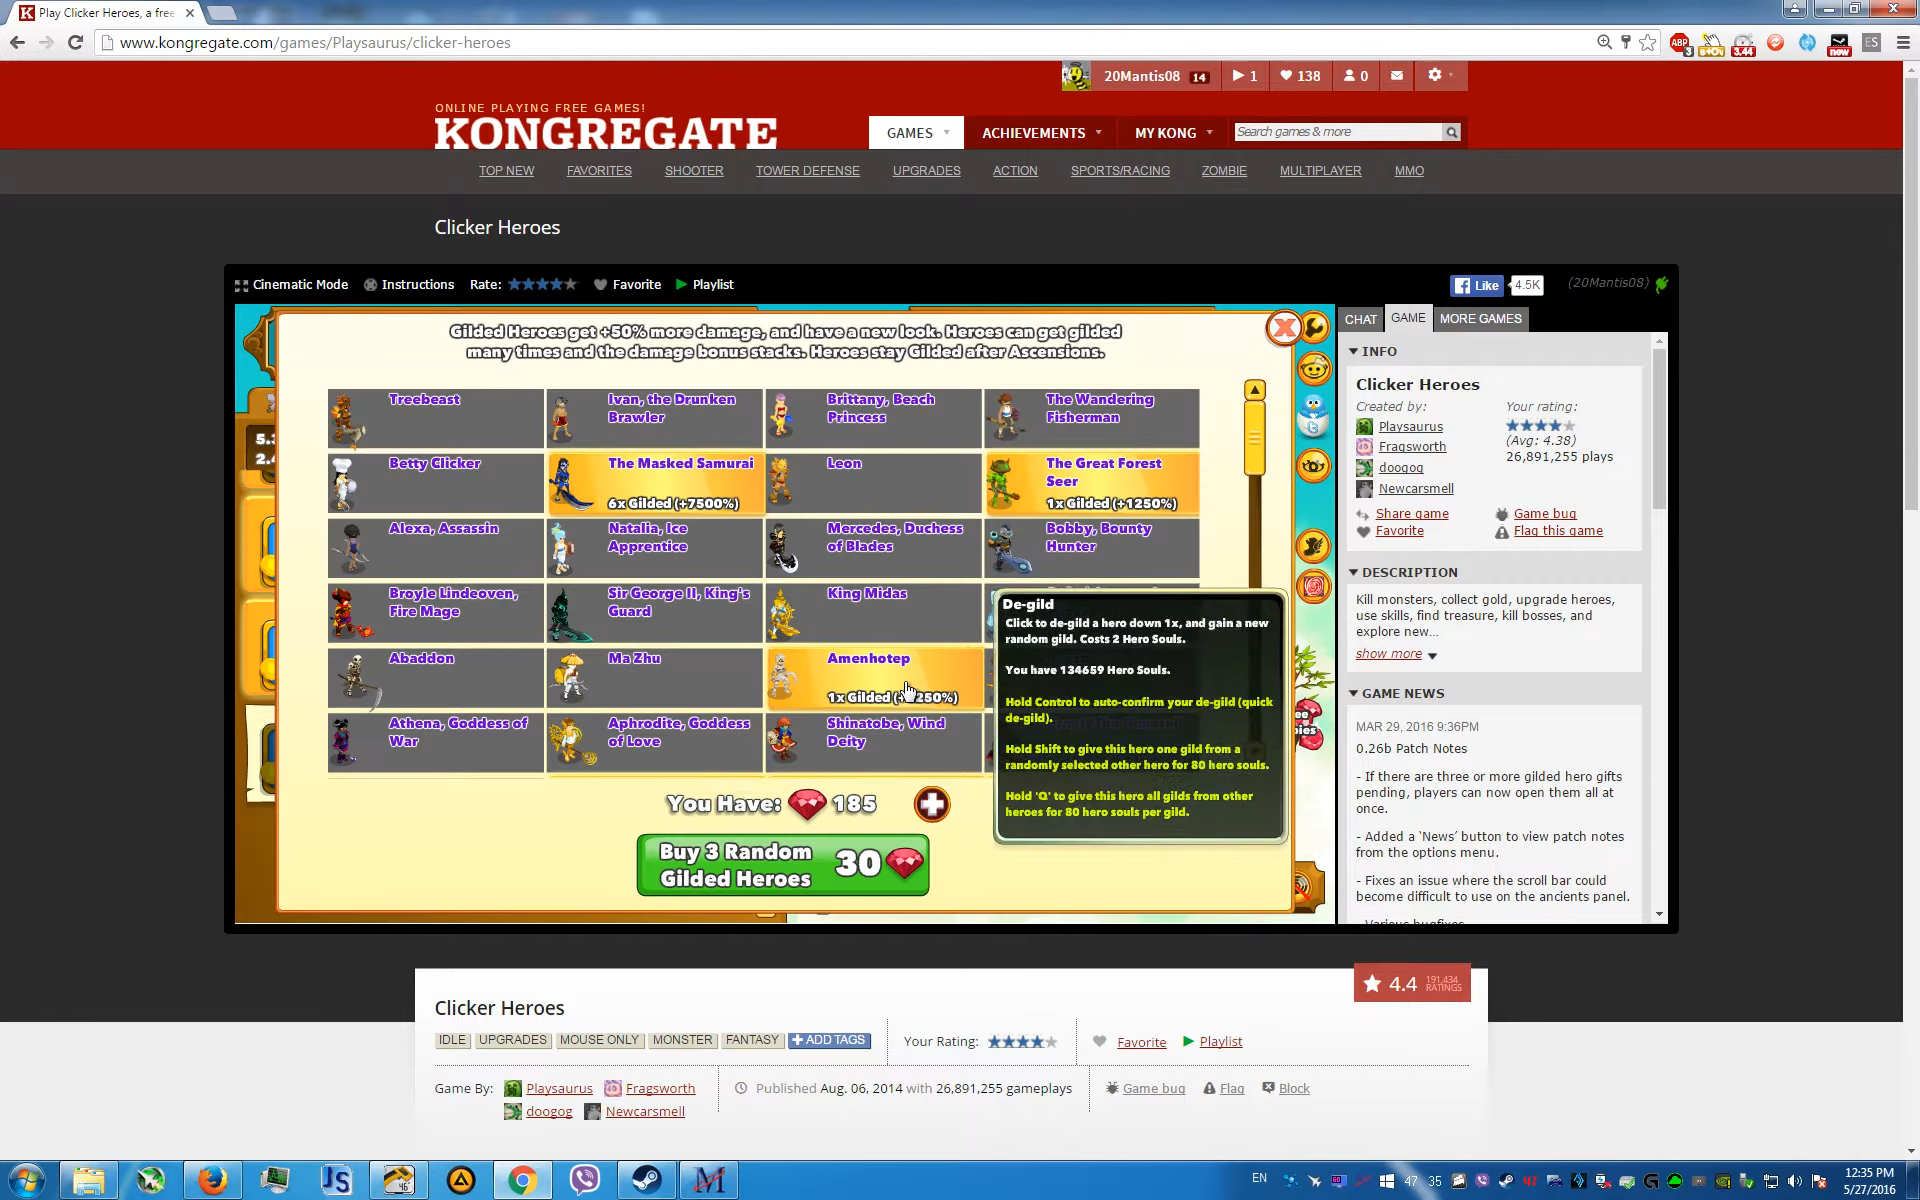 Play Clicker Heroes, a free
www.kongregate.com/games/Playsaurus/clicker-heroes
20Mantis08 14 1 138 0
ONLINE PLAYING FREE GAMES!
KONGREGATE
GAMES ACHIEVEMENTS MY KONG Search games & more
TOP NEW FAVORITES SHOOTER TOWER DEFENSE UPGRADES ACTION SPORTS/RACING ZOMBIE MULTIPLAYER MMO
Clicker Heroes
Cinematic Mode Instructions Rate: Favorite Playlist Like 4.5K (20Mantis08)
CHAT GAME MORE GAMES
Gilded Heroes get +50% more damage, and have a new look. Heroes can get gilded
many times and the damage bonus stacks. Heroes stay Gilded after Ascensions.
Treebeast
Ivan, the Drunken
Brawler
Brittany, Beach
Princess
The Wandering
Fisherman
Betty Clicker
The Masked Samurai
6x Gilded (+7500%)
Leon
The Great Forest
Seer
1x Gilded (+1250%)
Alexa, Assassin
Natalia, Ice
Apprentice
Mercedes, Duchess
of Blades
Bobby, Bounty
Hunter
Broyle Lindeoven,
Fire Mage
Sir George II, King's
Guard
King Midas
Abaddon
Ma Zhu
Amenhotep
1x Gilded
Athena, Goddess of
War
Aphrodite, Goddess
of Love
Shinatobe, Wind
Deity
De-gild
Click to de-gild a hero down 1x, and gain a new
random gild. Costs 2 Hero Souls.
You have 134659 Hero Souls.
Hold Control to auto-confirm your de-gild (quick
de-gild).
Hold Shift to give this hero one gild from a
randomly selected other hero for 80 hero souls.
Hold 'Q' to give this hero all gilds from other
heroes for 80 hero souls per gild.
You Have: 185
Buy 3 Random
Gilded Heroes 30
INFO
Clicker Heroes
Created by:
Playsaurus
Fragsworth
doogog
Newcarsmell
Your rating:
(Avg: 4.38)
26,891,255 plays
Share game Game bug
Favorite Flag this game
DESCRIPTION
Kill monsters, collect gold, upgrade heroes,
use skills, find treasure, kill bosses, and
explore new...
show more
GAME NEWS
MAR 29, 2016 9:36PM
0.26b Patch Notes
- If there are three or more gilded hero gifts
pending, players can now open them all at
once.
- Added a 'News' button to view patch notes
from the options menu.
- Fixes an issue where the scroll bar could
become difficult to use on the ancients panel.
- Various bugfixes
4.4 191,434
RATINGS
Clicker Heroes
IDLE UPGRADES MOUSE ONLY MONSTER FANTASY + ADD TAGS Your Rating: Favorite Playlist
Game By: Playsaurus Fragsworth Published Aug. 06, 2014 with 26,891,255 gameplays Game bug Flag Block
doogog Newcarsmell
EN 47 35 12:35 PM
5/27/2016